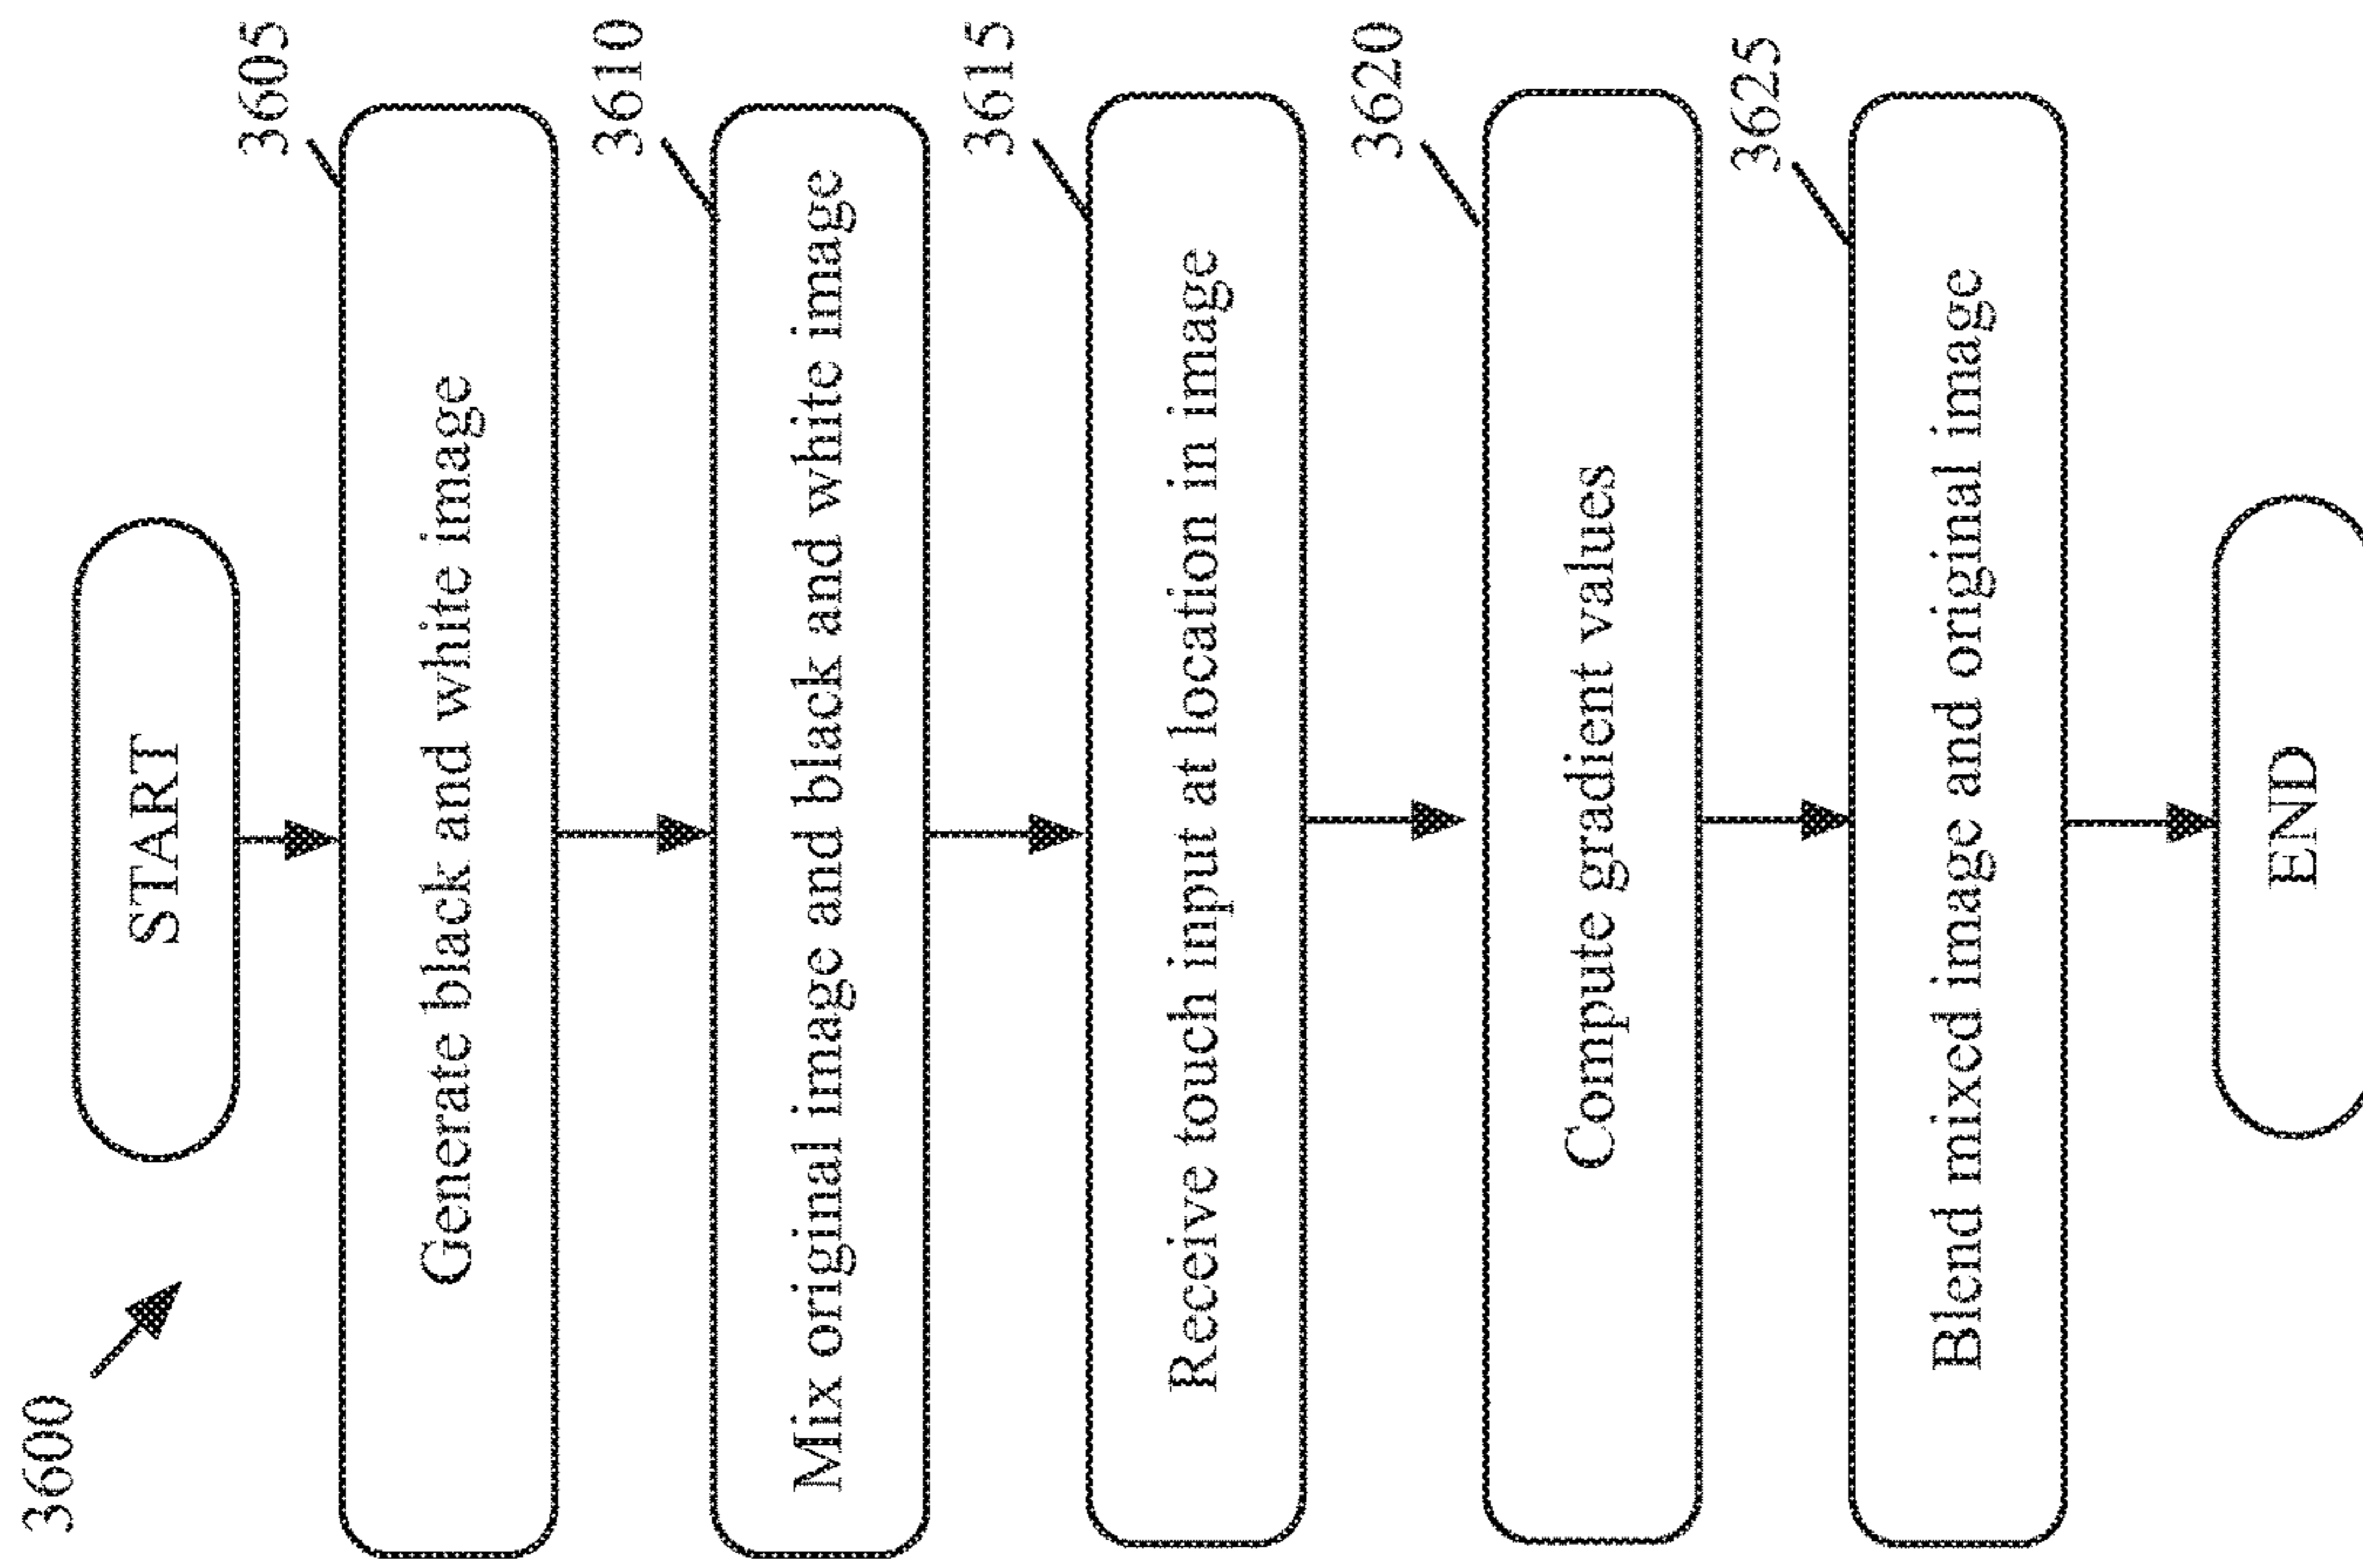 3600
START
3605
Generate black and white image
3610
Mix original image and black and white image
3615
Receive touch input at location in image
3620
Compute gradient values
3625
Blend mixed image and original image
END